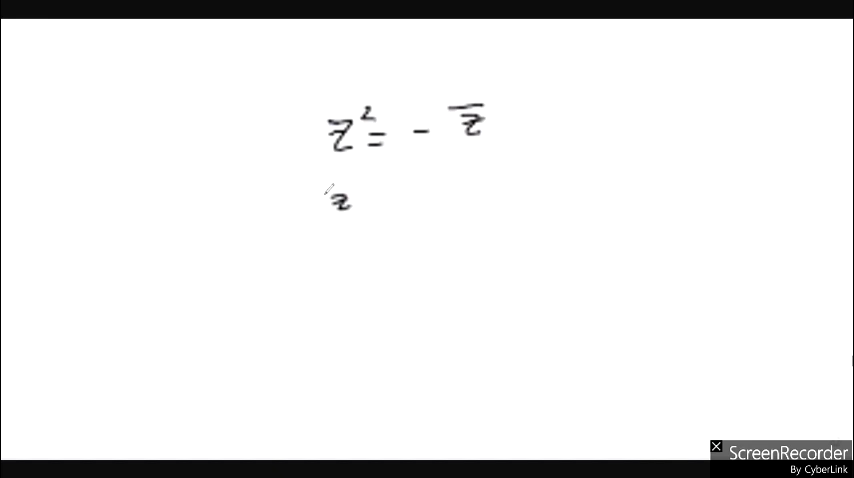 z² = - z̅
z
ScreenRecorder
By CyberLink